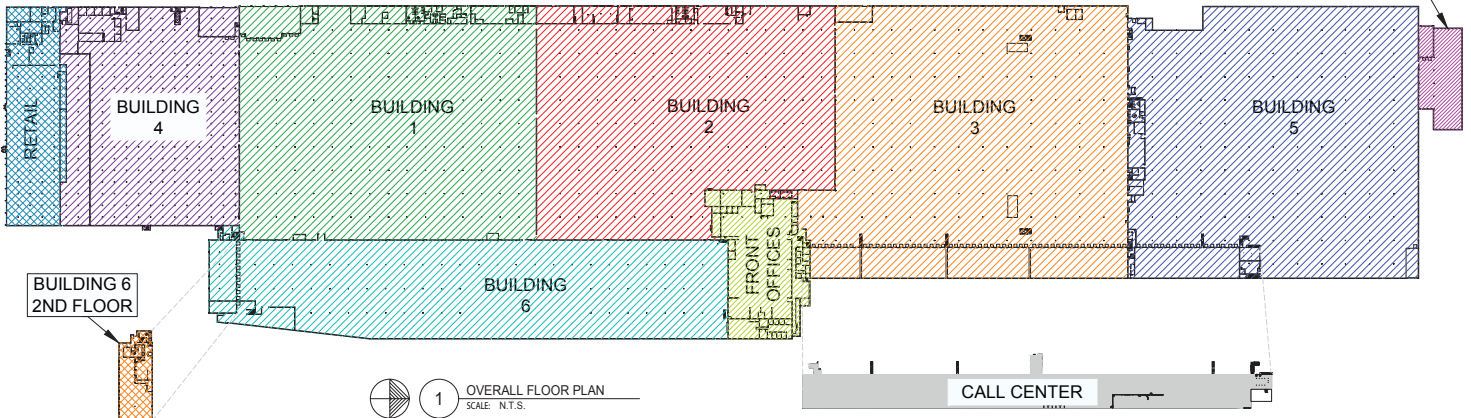 RETAIL
BUILDING
4
BUILDING
1
BUILDING
2
BUILDING
3
BUILDING
5
BUILDING
6
FRONT
OFFICES
BUILDING 6
2ND FLOOR
1
OVERALL FLOOR PLAN
SCALE: N.T.S.
CALL CENTER